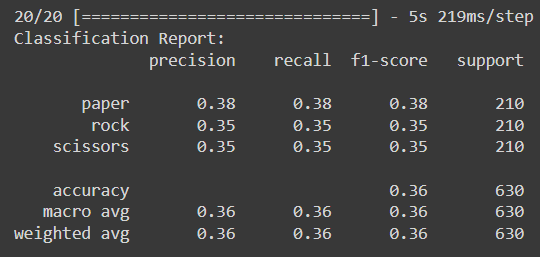 20/20 [==============================] - 5s 219ms/step
Classification Report:
precision recall f1-score support
paper 0.38 0.38 0.38 210
rock 0.35 0.35 0.35 210
scissors 0.35 0.35 0.35 210
accuracy 0.36 630
macro avg 0.36 0.36 0.36 630
weighted avg 0.36 0.36 0.36 630